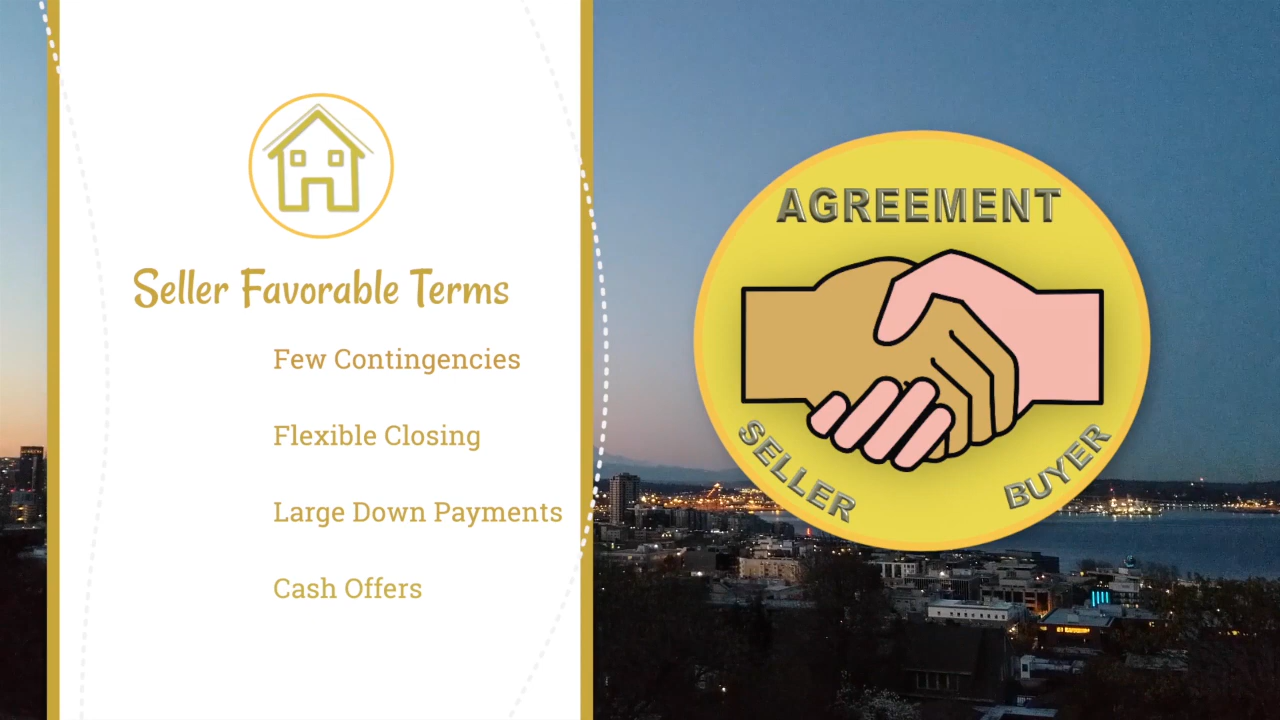 Seller Favorable Terms
Few Contingencies
Flexible Closing
Large Down Payments
Cash Offers
AGREEMENT
SELLER
BUYER